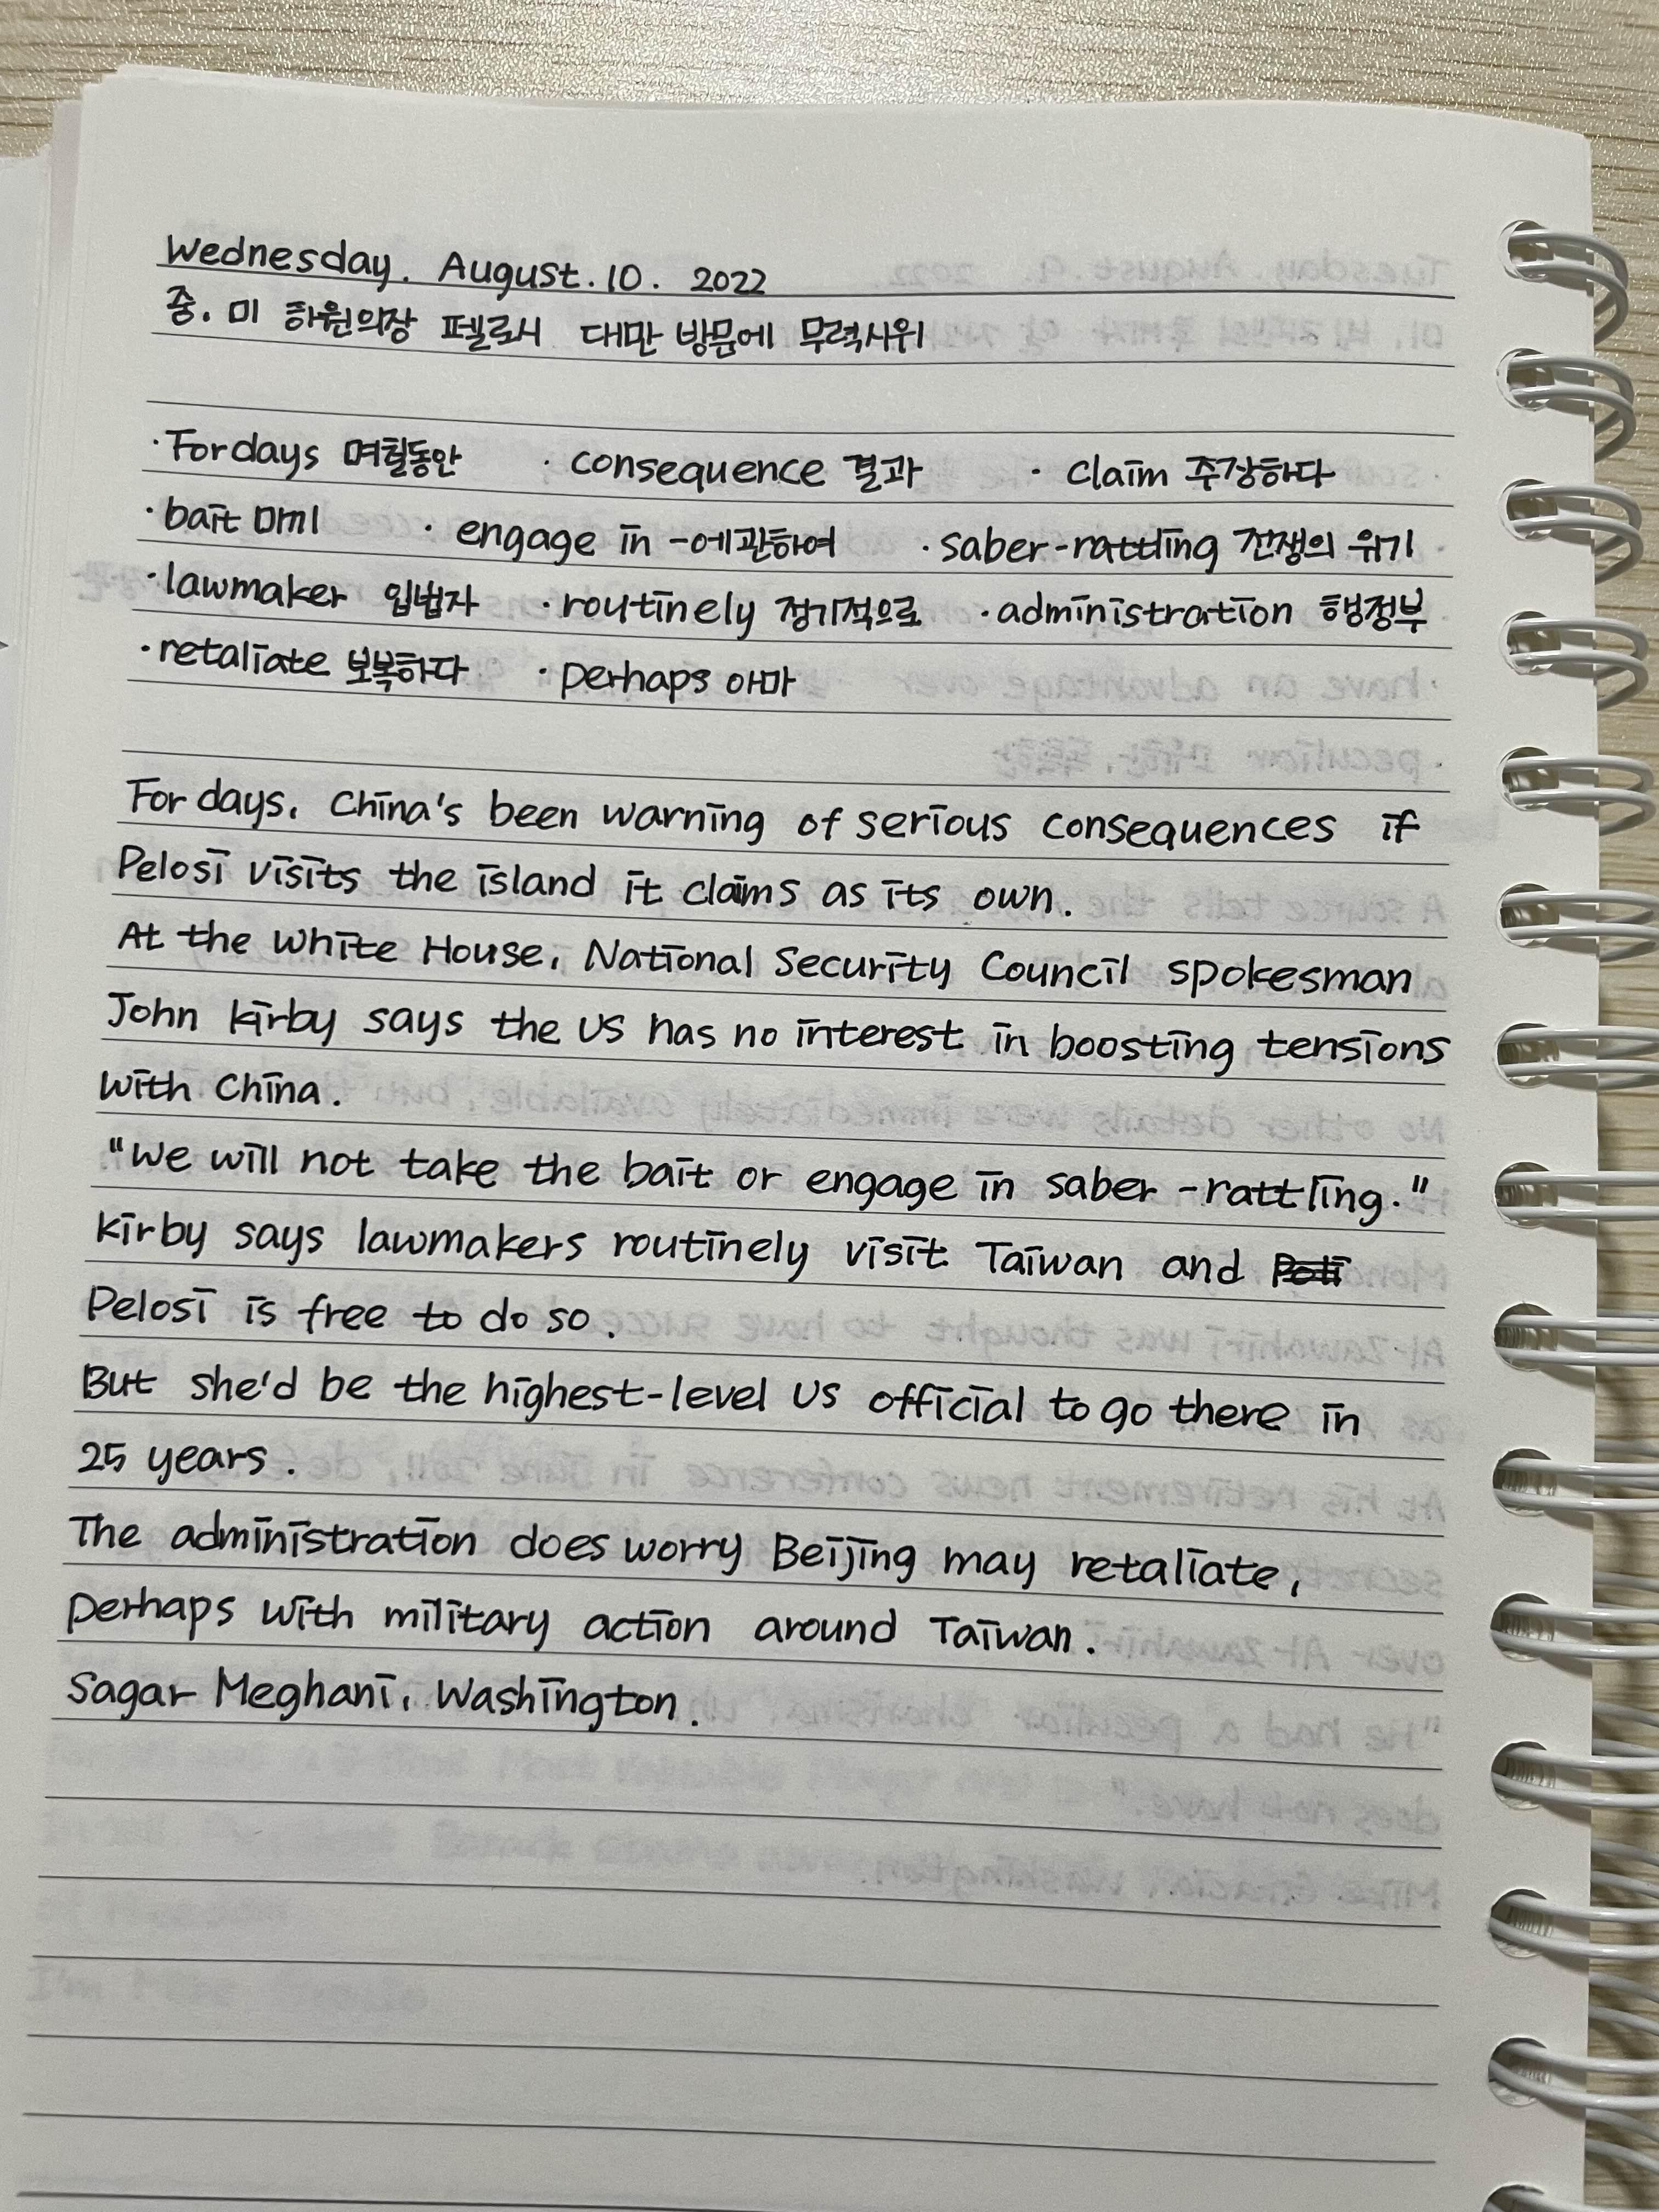 Wednesday. August. 10. 2022
중. 미 하원의장 펠로시 대만 방문에 무력시위
· For days 며칠동안 · consequence 결과 · claim 주장하다
· bait 미끼 · engage in -에관하여 · saber-rattling 전쟁의 위기
· lawmaker 입법자 · routinely 정기적으로 · administration 행정부
· retaliate 보복하다 · perhaps 아마
For days, China's been warning of serious consequences if
Pelosi visits the island it claims as its own.
At the White House, National Security Council spokesman
John Kirby says the US has no interest in boosting tensions
with China.
"We will not take the bait or engage in saber-rattling."
Kirby says lawmakers routinely visit Taiwan and
Pelosi is free to do so.
But she'd be the highest-level US official to go there in
25 years.
The administration does worry Beijing may retaliate,
perhaps with military action around Taiwan.
Sagar Meghani, Washington.